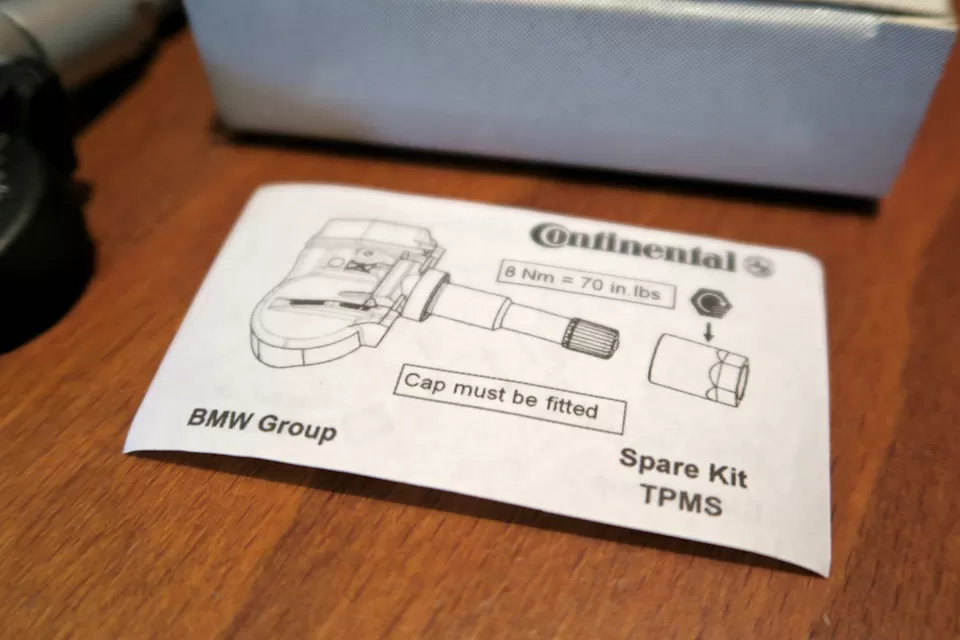 Continental
8 Nm = 70 in.lbs
Cap must be fitted
BMW Group
Spare Kit
TPMS